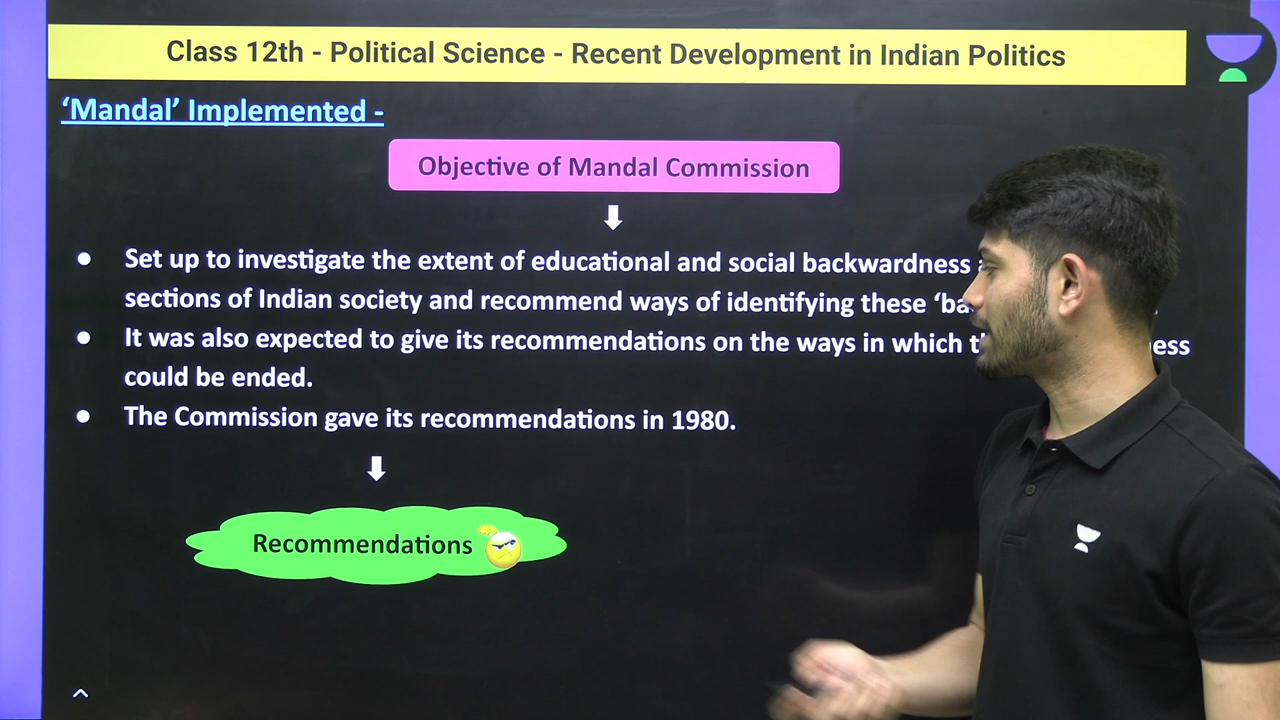 Class 12th - Political Science - Recent Development in Indian Politics
‘Mandal’ Implemented -
Objective of Mandal Commission
● Set up to investigate the extent of educational and social backwardness
sections of Indian society and recommend ways of identifying these
● It was also expected to give its recommendations on the ways in which
could be ended.
● The Commission gave its recommendations in 1980.
Recommendations